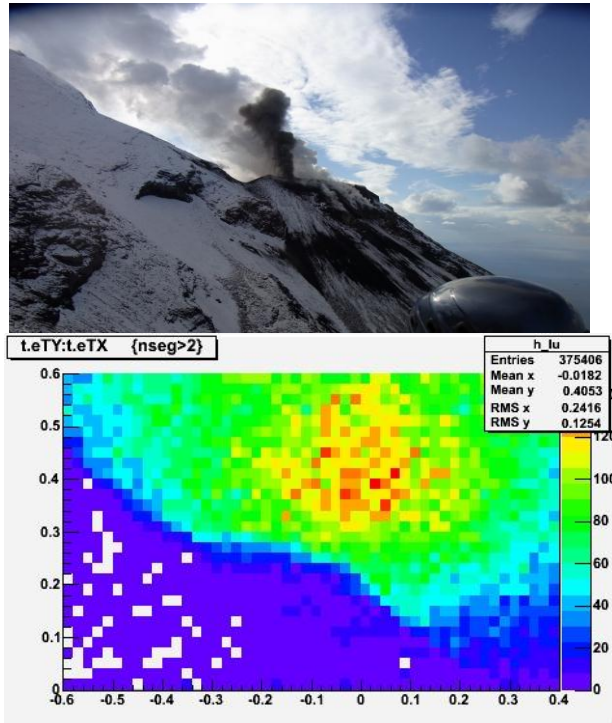 t.eTY:t.eTX {nseg>2}
h_lu
Entries 375406
Mean x -0.0182
Mean y 0.4053
RMS x 0.2416
RMS y 0.1254
0.6
0.5
0.4
0.3
0.2
0.1
0
-0.6 -0.5 -0.4 -0.3 -0.2 -0.1 0 0.1 0.2 0.3 0.4
120
100
80
60
40
20
0